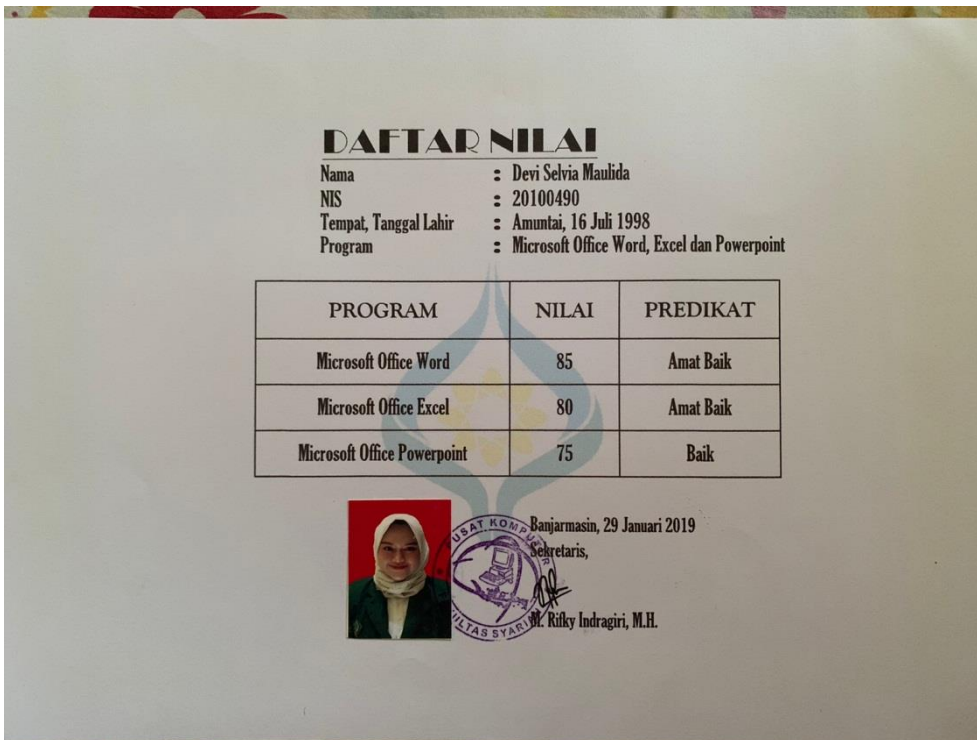 DAFTAR NILAI
Nama : Devi Selvia Maulida
NIS : 20100490
Tempat, Tanggal Lahir : Amuntai, 16 Juli 1998
Program : Microsoft Office Word, Excel dan Powerpoint
PROGRAM NILAI PREDIKAT
Microsoft Office Word 85 Amat Baik
Microsoft Office Excel 80 Amat Baik
Microsoft Office Powerpoint 75 Baik
Banjarmasin, 29 Januari 2019
Sekretaris,
M. Rifky Indragiri, M.H.
USAT KOMPUTER